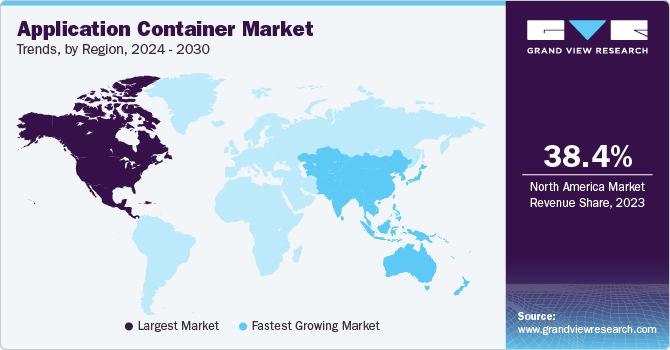 Application Container Market
Trends, by Region, 2024 - 2030
GRAND VIEW RESEARCH
38.4%
North America Market
Revenue Share, 2023
Largest Market
Fastest Growing Market
Source:
www.grandviewresearch.com